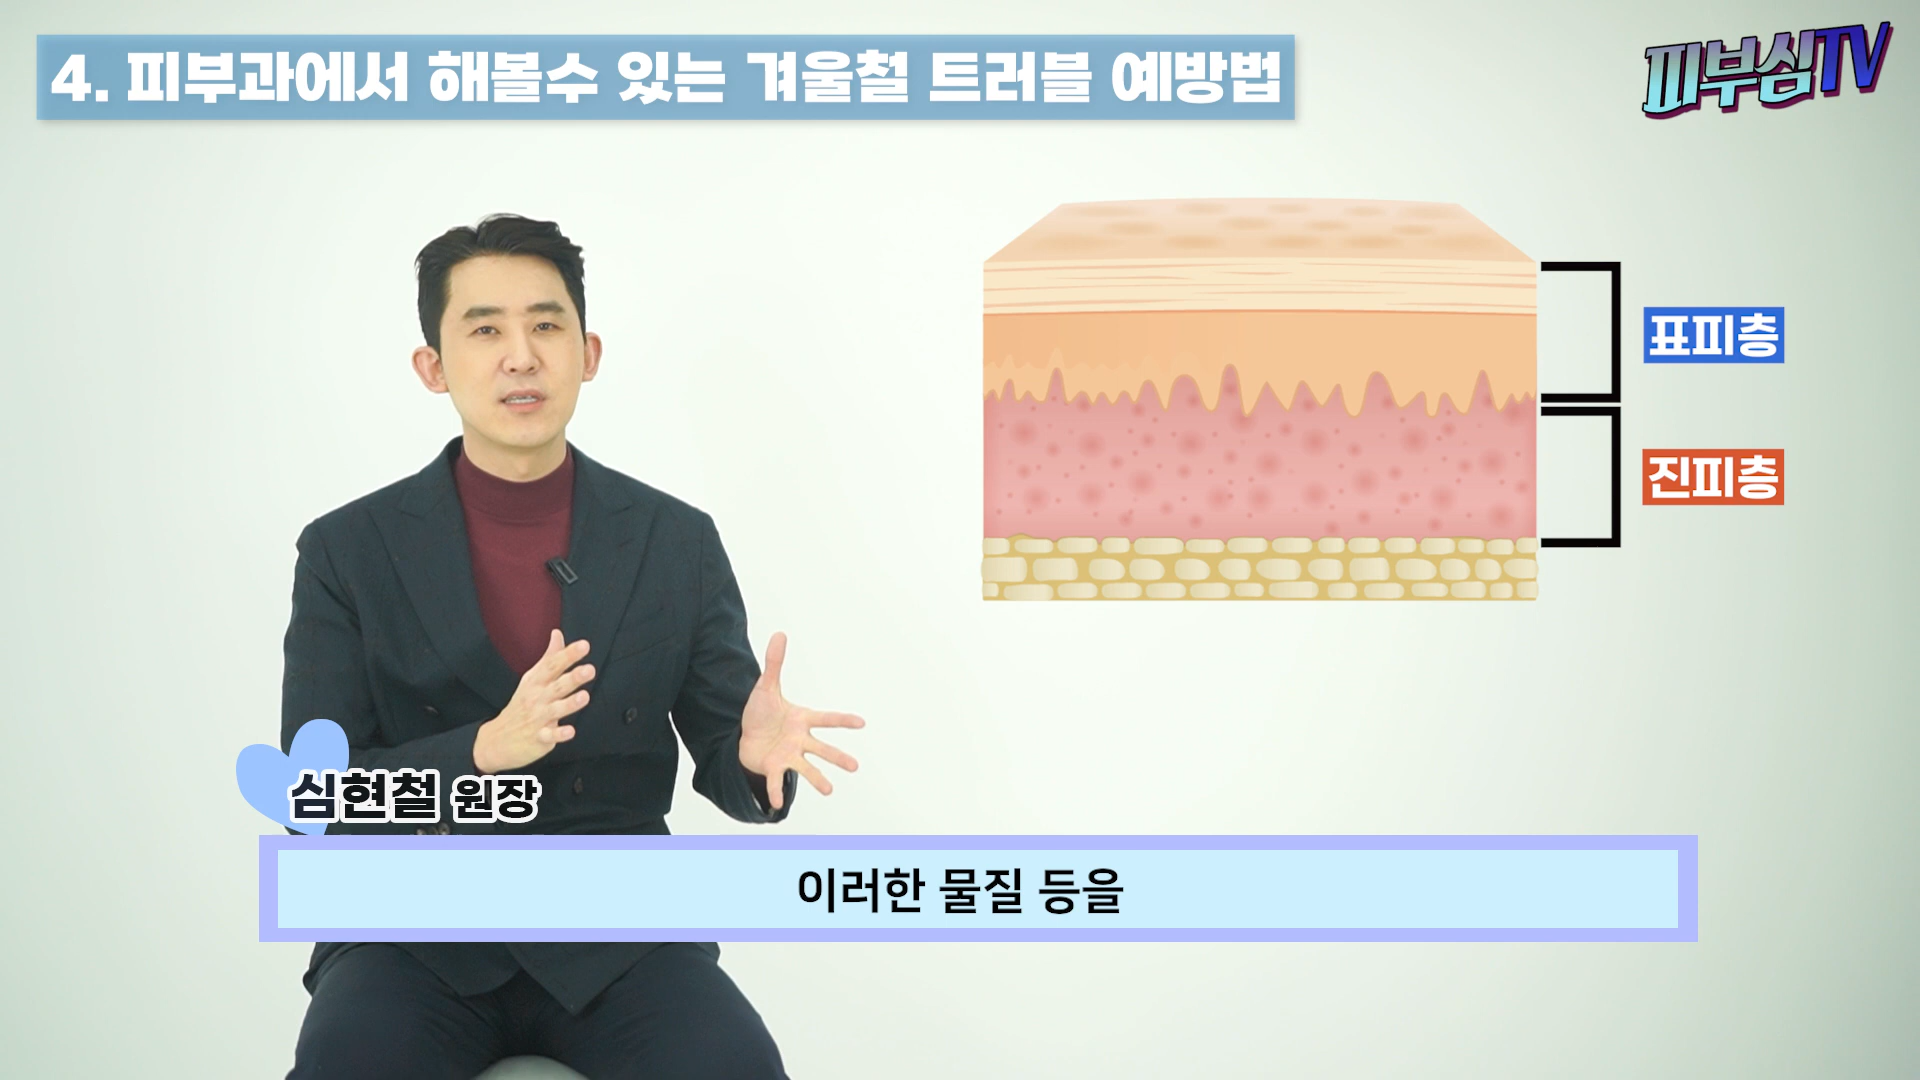 4. 피부과에서 해볼수 있는 겨울철 트러블 예방법
피부심TV
표피층
진피층
심현철 원장
이러한 물질 등을